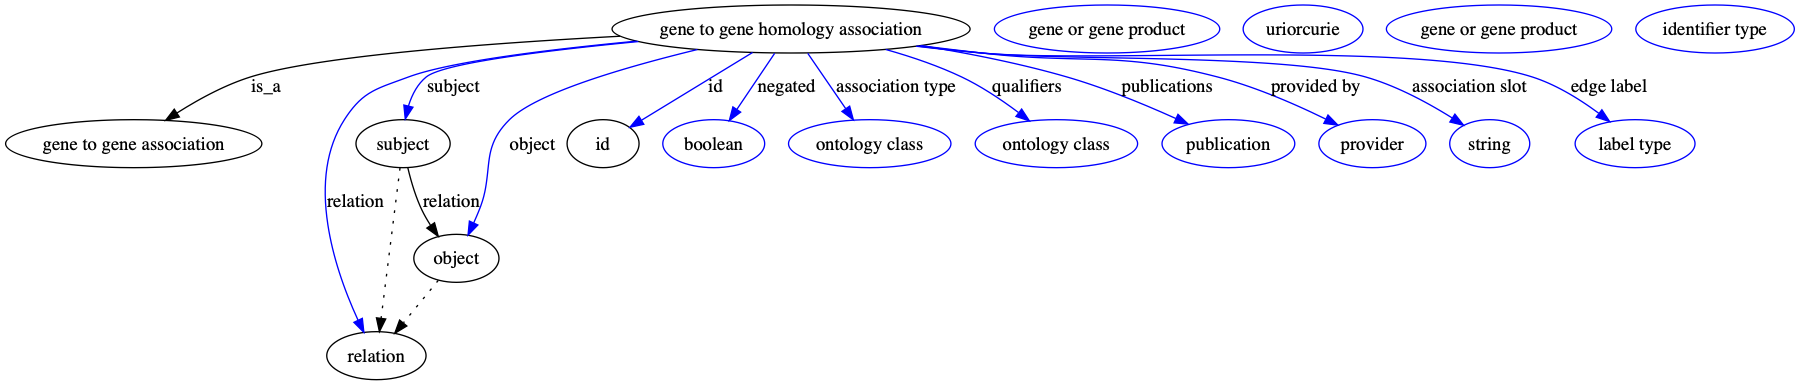 gene to gene homology association
gene or gene product
uriorcurie
gene or gene product
identifier type
is_a
subject
object
id
negated
association type
qualifiers
publications
provided by
association slot
edge label
gene to gene association
subject
id
boolean
ontology class
ontology class
publication
provider
string
label type
relation
relation
object
relation